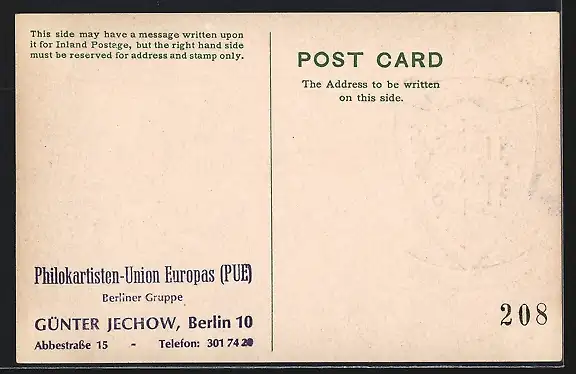 This side may have a message written upon
it for Inland Postage, but the right hand side
must be reserved for address and stamp only.
POST CARD
The Address to be written
on this side.
Philokartisten-Union Europas (PUE)
Berliner Gruppe
GÜNTER JECHOW, Berlin 10
Abbestraße 15 - Telefon: 301 74 20
208